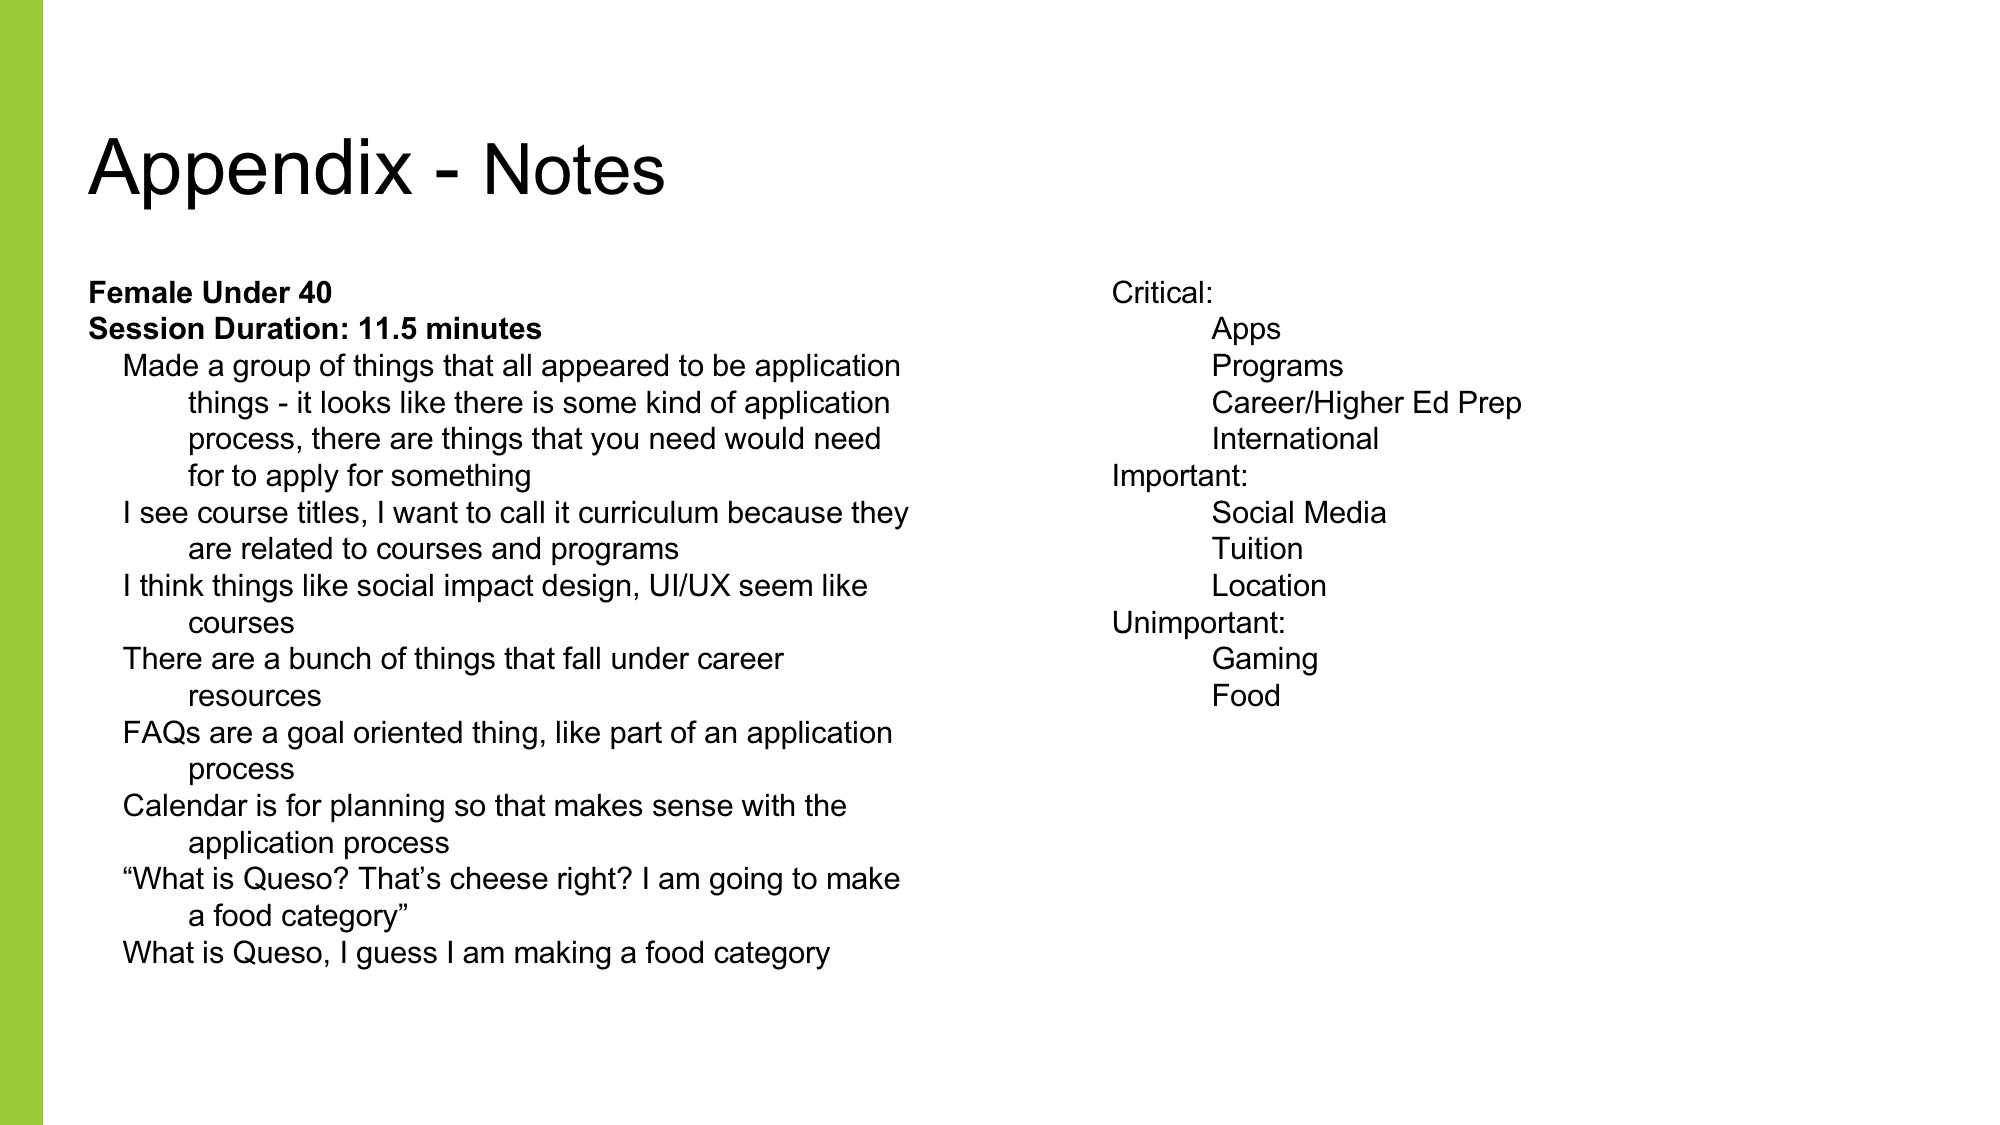 Appendix - Notes
Female Under 40
Session Duration: 11.5 minutes
Made a group of things that all appeared to be application
things - it looks like there is some kind of application
process, there are things that you need would need
for to apply for something
I see course titles, I want to call it curriculum because they
are related to courses and programs
I think things like social impact design, UI/UX seem like
courses
There are a bunch of things that fall under career
resources
FAQs are a goal oriented thing, like part of an application
process
Calendar is for planning so that makes sense with the
application process
“What is Queso? That’s cheese right? I am going to make
a food category”
What is Queso, I guess I am making a food category
Critical:
Apps
Programs
Career/Higher Ed Prep
International
Important:
Social Media
Tuition
Location
Unimportant:
Gaming
Food